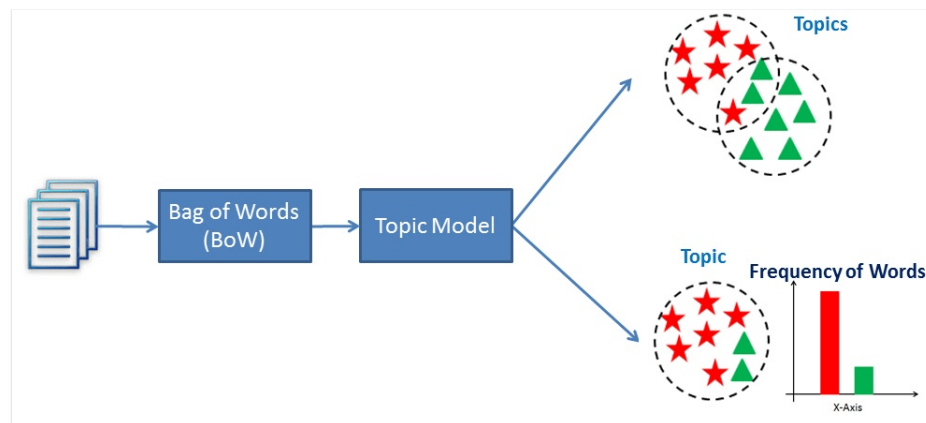 Topics
Bag of Words
(BoW)
Topic Model
Topic
Frequency of Words
X-Axis